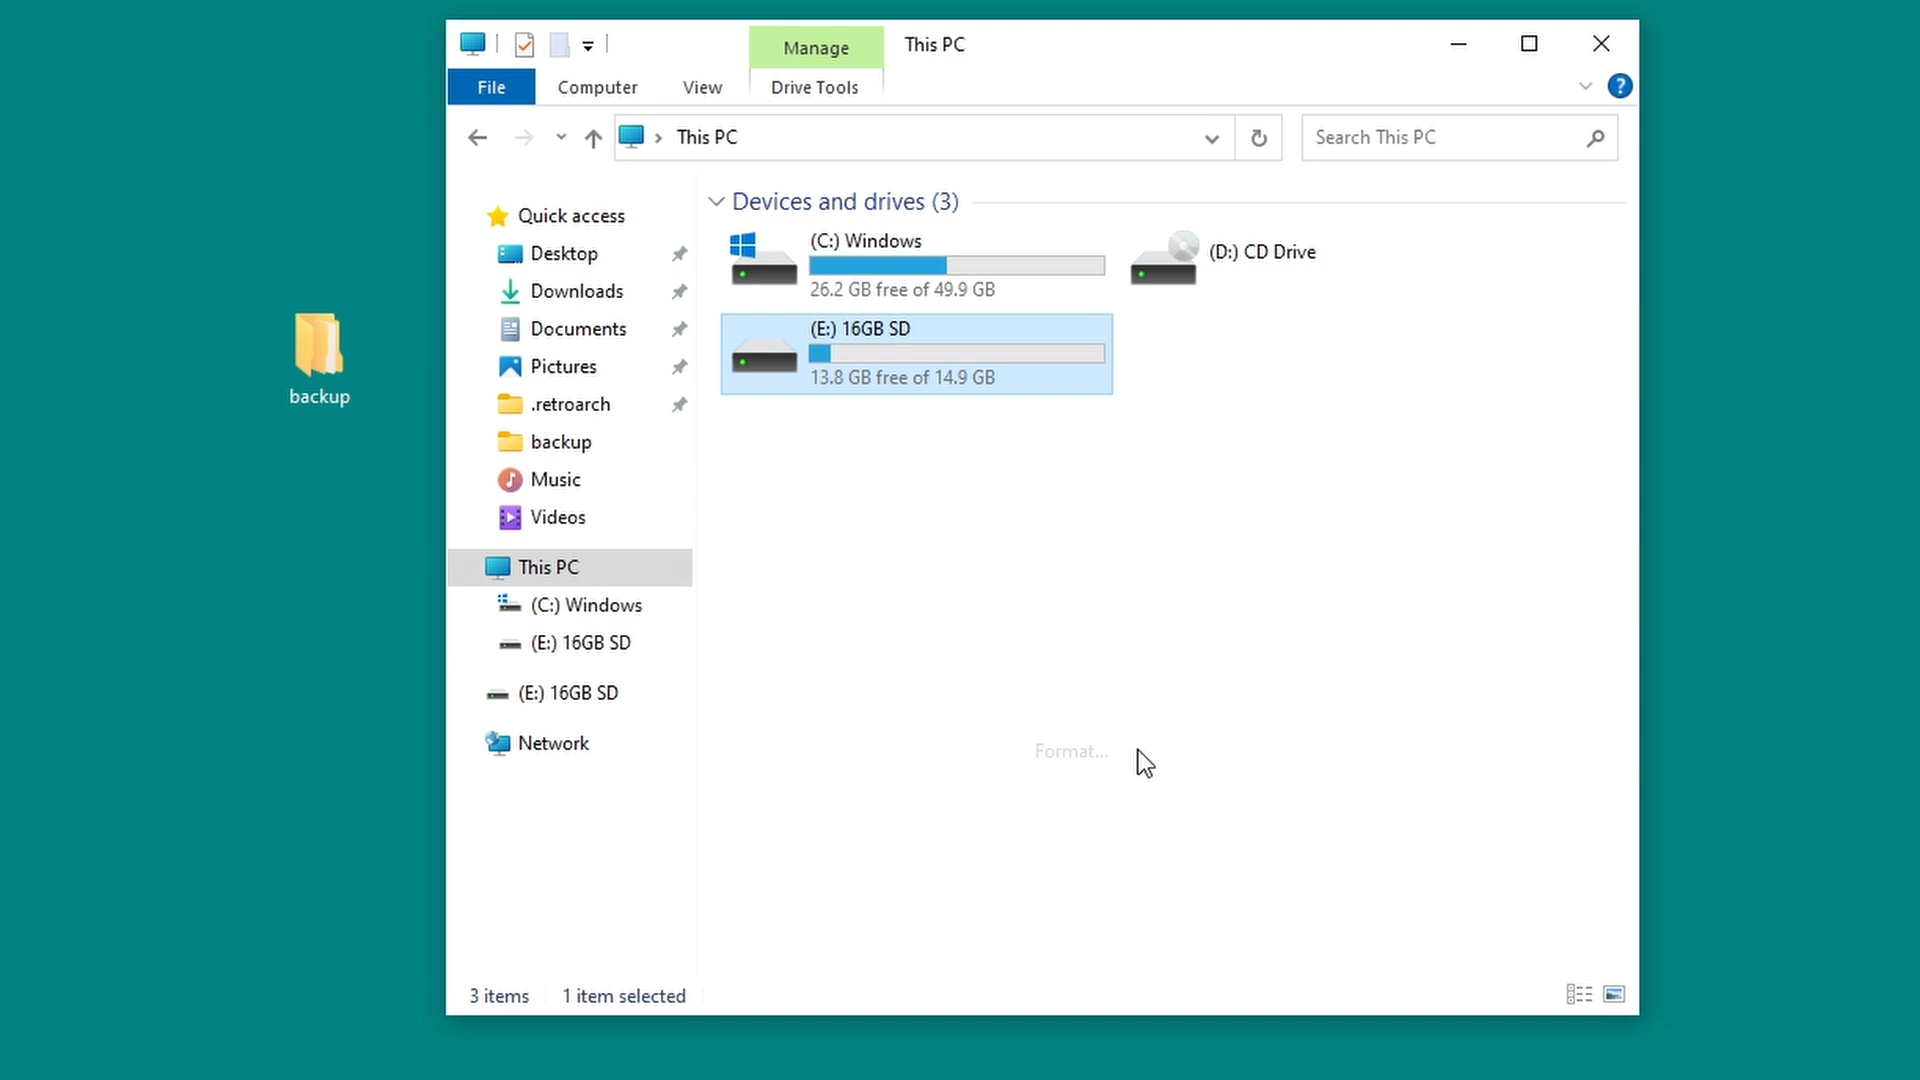 Manage
This PC
File
Computer
View
Drive Tools
?
This PC
Search This PC
Quick access
Desktop
Downloads
Documents
Pictures
.retroarch
backup
Music
Videos
This PC
(C:) Windows
(E:) 16GB SD
(E:) 16GB SD
Network
Devices and drives (3)
(C:) Windows
26.2 GB free of 49.9 GB
(D:) CD Drive
(E:) 16GB SD
13.8 GB free of 14.9 GB
Format...
backup
3 items
1 item selected